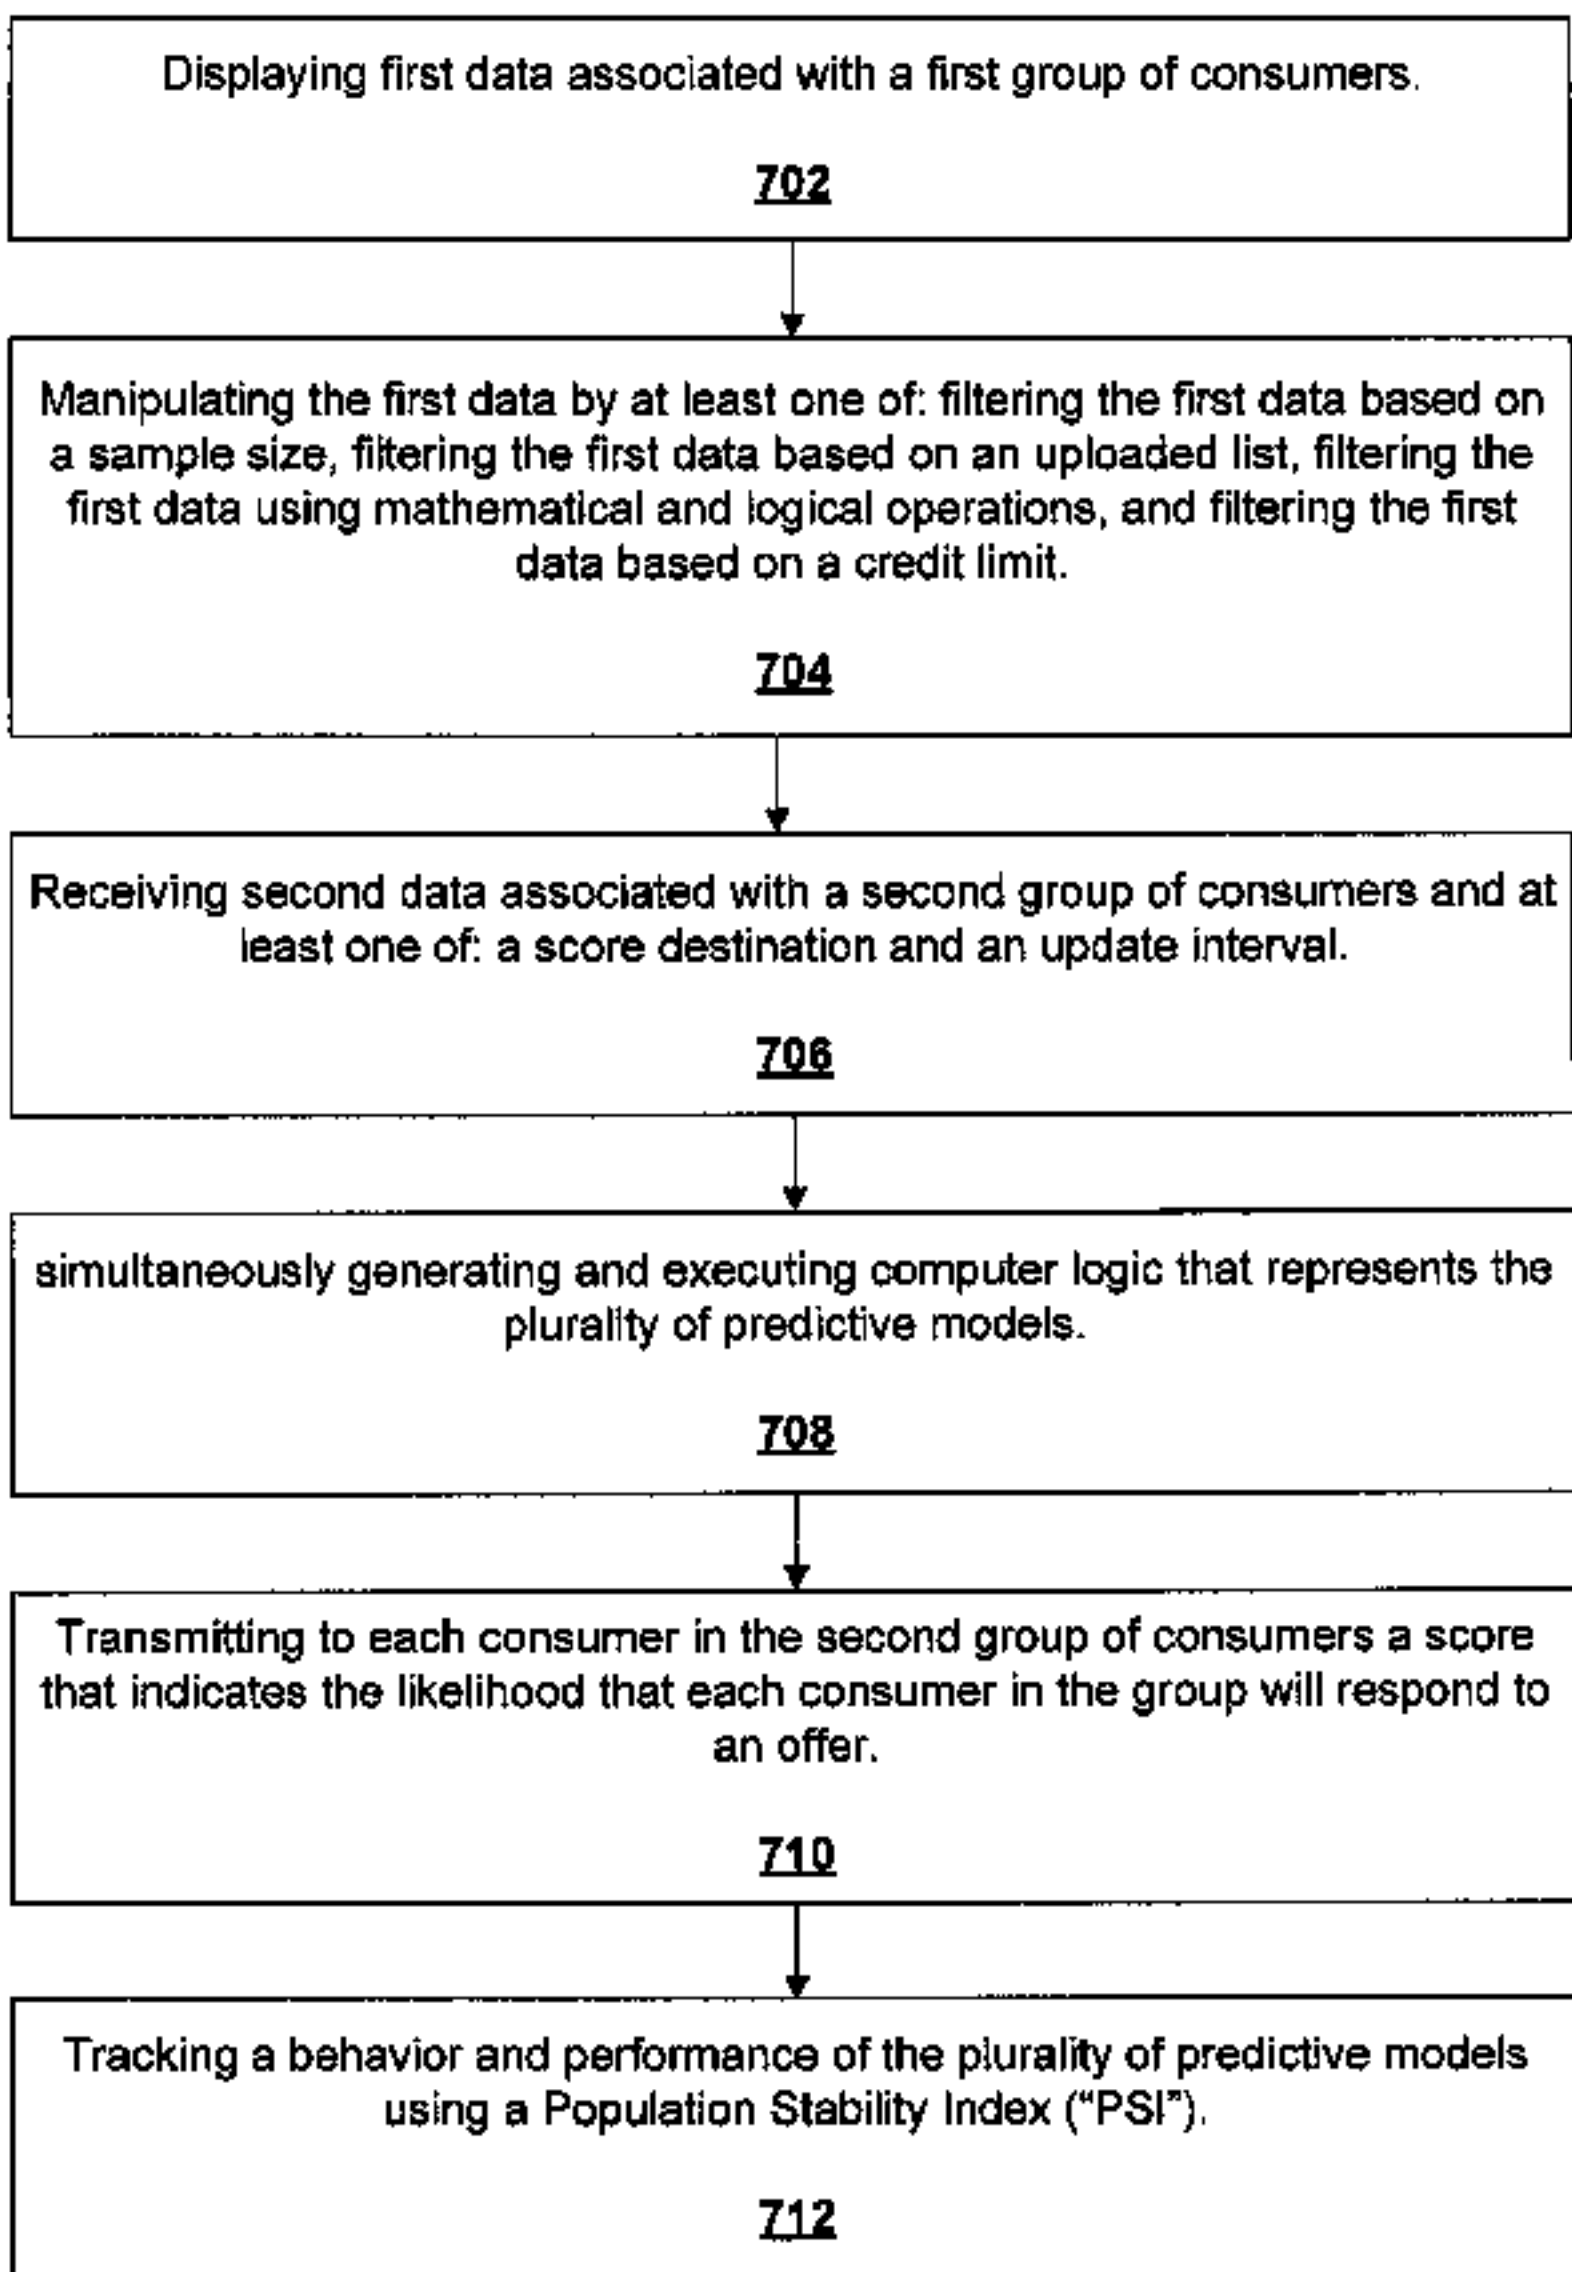 Displaying first data associated with a first group of consumers.
702
Manipulating the first data by at least one of: filtering the first data based on
a sample size, filtering the first data based on an uploaded list, filtering the
first data using mathematical and logical operations, and filtering the first
data based on a credit limit.
704
Receiving second data associated with a second group of consumers and at
least one of: a score destination and an update interval.
706
simultaneously generating and executing computer logic that represents the
plurality of predictive models.
708
Transmitting to each consumer in the second group of consumers a score
that indicates the likelihood that each consumer in the group will respond to
an offer.
710
Tracking a behavior and performance of the plurality of predictive models
using a Population Stability Index (“PSI”).
712